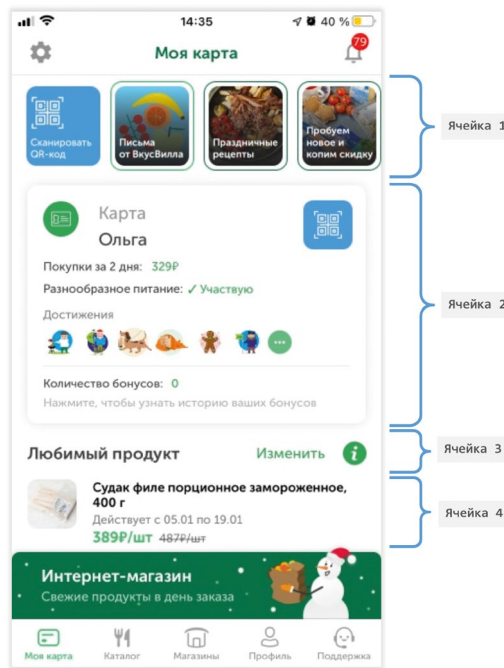 14:35
40 %
Моя карта
79
Сканировать
QR-код
Письма
от ВкусВилла
Праздничные
рецепты
Пробуем
новое и
копим скидку
Ячейка 1
Карта
Ольга
Покупки за 2 дня: 329₽
Разнообразное питание: ✓ Участвую
Достижения
Количество бонусов: 0
Нажмите, чтобы узнать историю ваших бонусов
Ячейка 2
Любимый продукт
Изменить
i
Ячейка 3
Судак филе порционное замороженное,
400 г
Действует с 05.01 по 19.01
389₽/шт 487₽/шт
Ячейка 4
Интернет-магазин
Свежие продукты в день заказа
Моя карта
Каталог
Магазины
Профиль
Поддержка